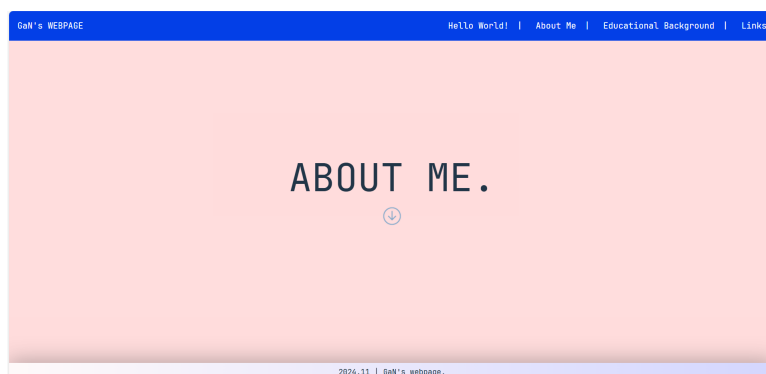 GaN's WEBPAGE
Hello World! | About Me | Educational Background | Links
ABOUT ME.
2024.11 | GaN's webpage.